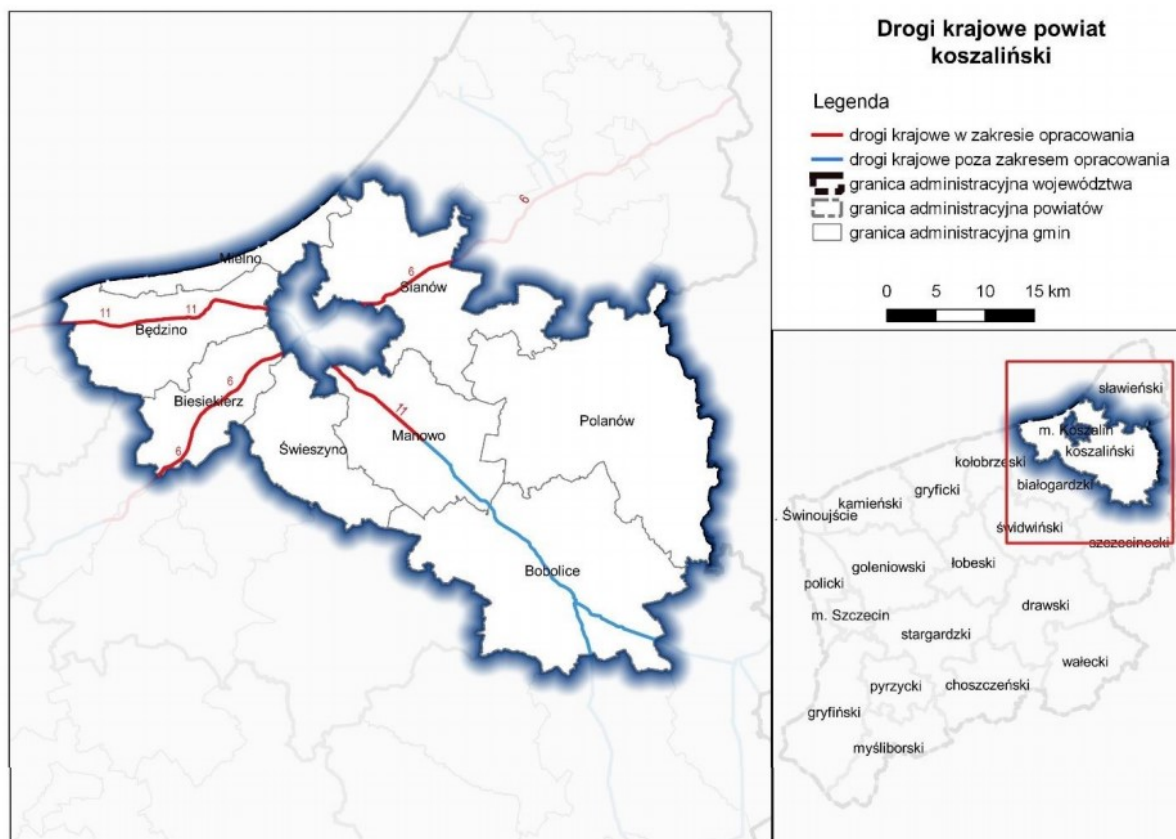 Drogi krajowe powiat
koszaliński
Legenda
drogi krajowe w zakresie opracowania
drogi krajowe poza zakresem opracowania
granica administracyjna województwa
granica administracyjna powiatów
granica administracyjna gmin
0 5 10 15 km
6
Mielno
6
Sianów
11 11
Będzino
6
Biesiekierz
11
Manowo
Polanów
Świeszyno
6
Bobolice
sławieński
m. Koszalin
koszaliński
kołobrzeski
białogardzki
gryficki
kamieński
. Świnoujście
świdwiński
szczecinecki
łobeski
goleniowski
policki
drawski
m. Szczecin
stargardzki
wałecki
pyrzycki
choszczeński
gryfiński
myśliborski